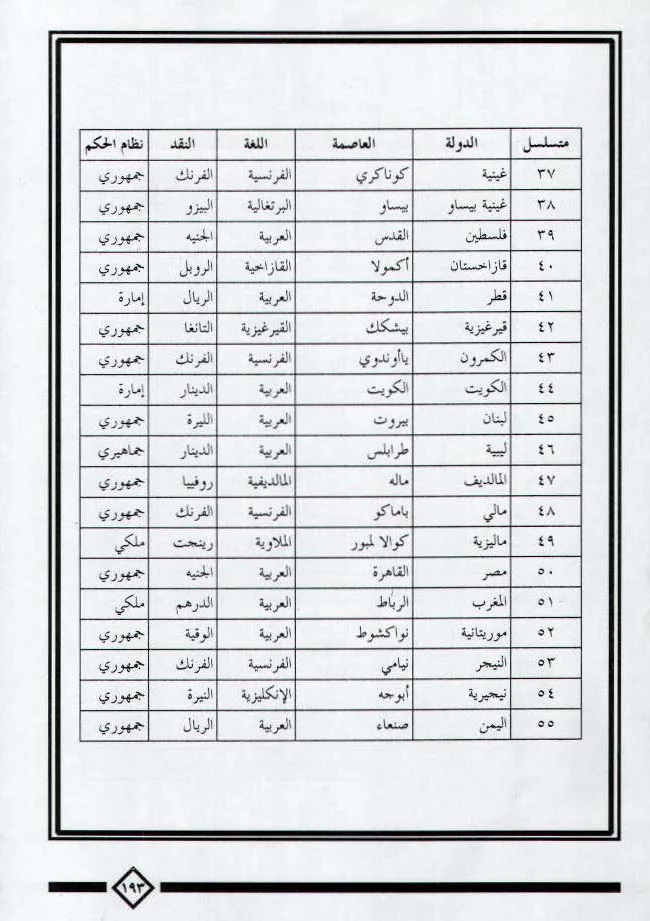 متسلسل الدولة العاصمة اللغة النقد نظام الحكم
٣٧ غينية كوناكري الفرنسية الفرنك جمهوري
٣٨ غينية بيساو بيساو البرتغالية البيزو جمهوري
٣٩ فلسطين القدس العربية الجنيه جمهوري
٤٠ قازاخستان أكمولا القازاخية الروبل جمهوري
٤١ قطر الدوحة العربية الريال إمارة
٤٢ قيرغيزية بيشكك القيرغيزية التانغا جمهوري
٤٣ الكمرون ياأوندوي الفرنسية الفرنك جمهوري
٤٤ الكويت الكويت العربية الدينار إمارة
٤٥ لبنان بيروت العربية الليرة جمهوري
٤٦ ليبية طرابلس العربية الدينار جماهيري
٤٧ المالديف ماله المالديفية روفييا جمهوري
٤٨ مالي باماكو الفرنسية الفرنك جمهوري
٤٩ ماليزية كوالا لمبور الملاوية رينجت ملكي
٥٠ مصر القاهرة العربية الجنيه جمهوري
٥١ المغرب الرباط العربية الدرهم ملكي
٥٢ موريتانية نواكشوط العربية الوقية جمهوري
٥٣ النيجر نيامي الفرنسية الفرنك جمهوري
٥٤ نيجيرية أبوجه الإنكليزية النيرة جمهوري
٥٥ اليمن صنعاء العربية الريال جمهوري
١٩٣